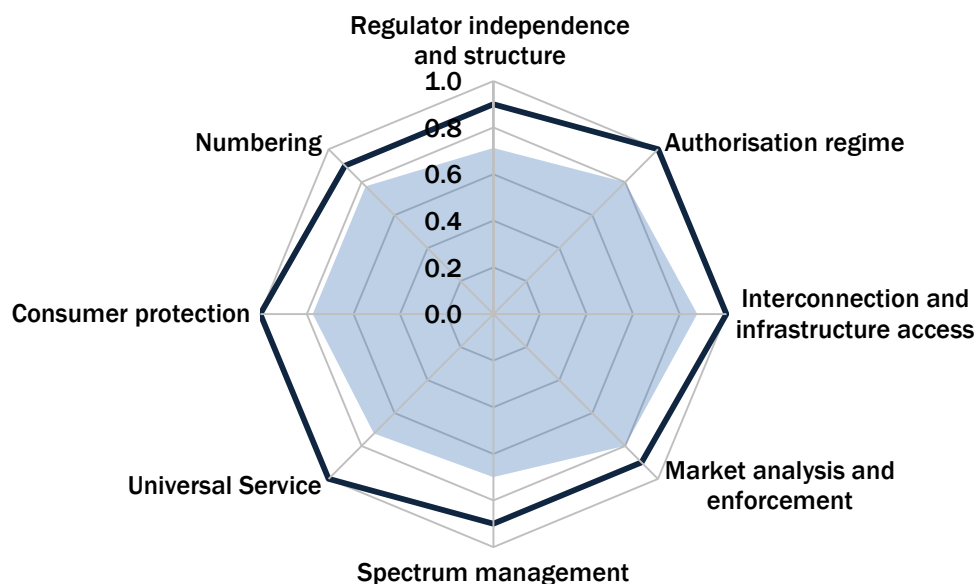 Regulator independence
and structure
1.0
0.8
0.6
0.4
0.2
0.0
Numbering
Authorisation regime
Consumer protection
Interconnection and
infrastructure access
Universal Service
Market analysis and
enforcement
Spectrum management